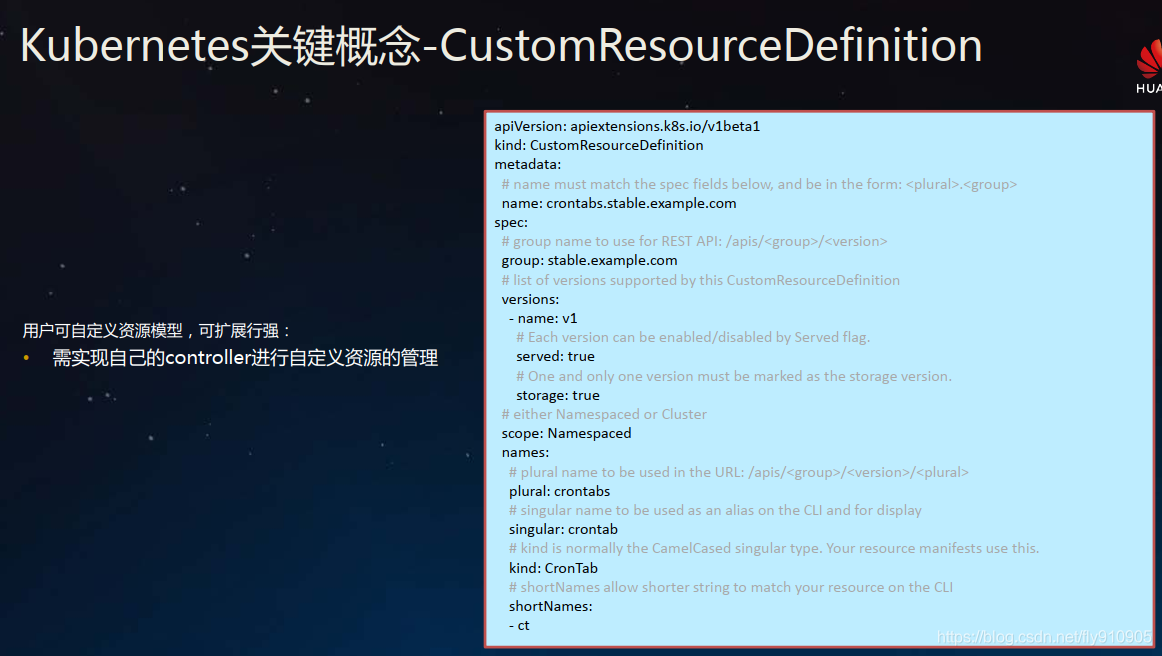 Kubernetes关键概念-CustomResourceDefinition
HUA
用户可自定义资源模型，可扩展行强：
• 需实现自己的controller进行自定义资源的管理
apiVersion: apiextensions.k8s.io/v1beta1
kind: CustomResourceDefinition
metadata:
# name must match the spec fields below, and be in the form: <plural>.<group>
name: crontabs.stable.example.com
spec:
# group name to use for REST API: /apis/<group>/<version>
group: stable.example.com
# list of versions supported by this CustomResourceDefinition
versions:
- name: v1
# Each version can be enabled/disabled by Served flag.
served: true
# One and only one version must be marked as the storage version.
storage: true
# either Namespaced or Cluster
scope: Namespaced
names:
# plural name to be used in the URL: /apis/<group>/<version>/<plural>
plural: crontabs
# singular name to be used as an alias on the CLI and for display
singular: crontab
# kind is normally the CamelCased singular type. Your resource manifests use this.
kind: CronTab
# shortNames allow shorter string to match your resource on the CLI
shortNames:
- ct
https://blog.csdn.net/fly910905